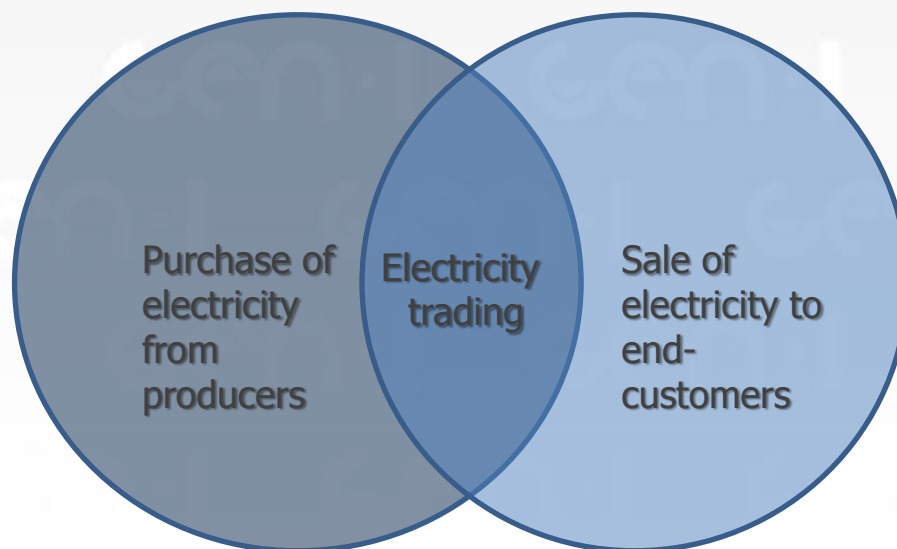 Purchase of
electricity
from
producers
Electricity
trading
Sale of
electricity to
end-
customers